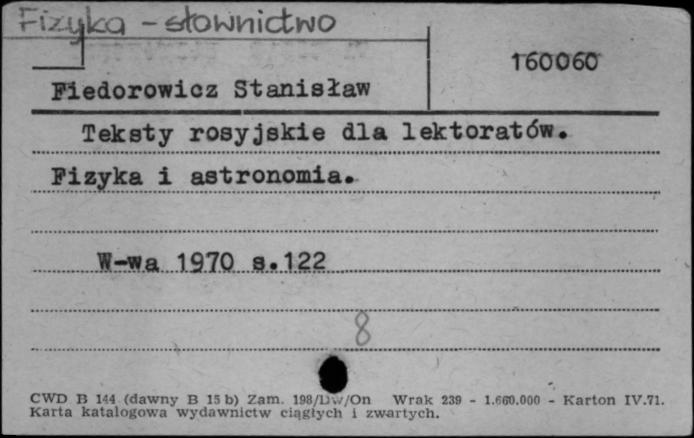 Fizyka - słownictwo
160060
Fiedorowicz Stanisław
Teksty rosyjskie dla lektoratów.
Fizyka i astronomia.
W-wa 1970 s.122
8
CWD B 144 (dawny B 15 b) Zam. 198/Dw/On Wrak 239 - 1.660.000 - Karton IV.71.
Karta katalogowa wydawnictw ciągłych i zwartych.